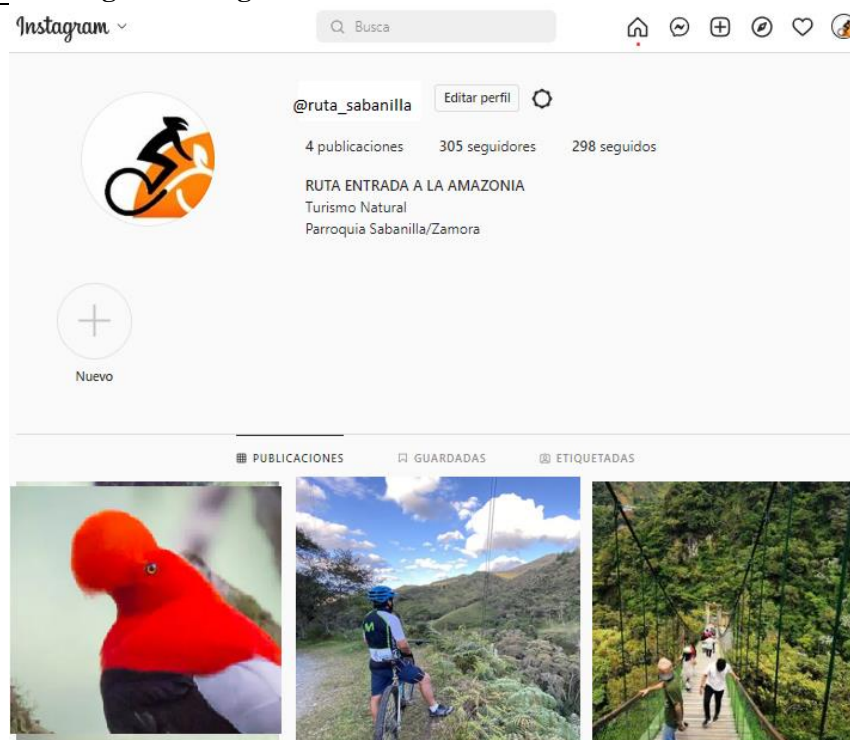 Instagram
Busca
@ruta_sabanilla
Editar perfil
4 publicaciones 305 seguidores 298 seguidos
RUTA ENTRADA A LA AMAZONIA
Turismo Natural
Parroquia Sabanilla/Zamora
Nuevo
PUBLICACIONES GUARDADAS ETIQUETADAS